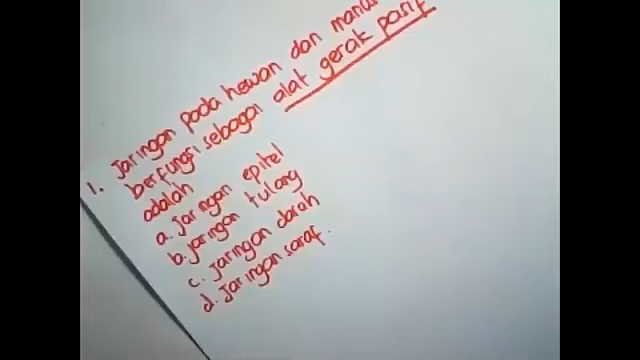 1. Jaringan pada hewan dan manus
berfungsi sebagai alat gerak pasif
adalah
a. Jaringan epitel
b. jaringan tulang
c. jaringan darah
d. Jaringan saraf.